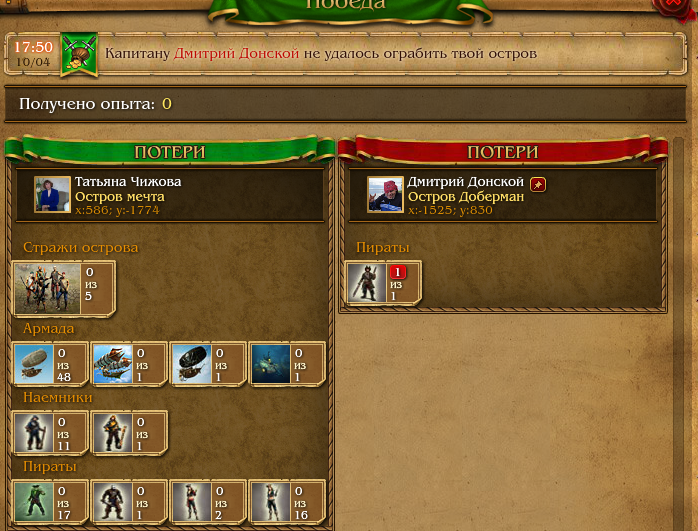 Победа
17:50
10/04
Капитану Дмитрий Донской не удалось ограбить твой остров
Получено опыта: 0
ПОТЕРИ
Татьяна Чижова
Остров мечта
x:586; y:-1774
Стражи острова
0
из
5
Армада
0
из
48
0
из
1
0
из
1
0
из
1
Наемники
0
из
11
0
из
1
Пираты
0
из
17
0
из
1
0
из
2
0
из
16
ПОТЕРИ
Дмитрий Донской
Остров Доберман
x:-1525; y:830
Пираты
1
из
1